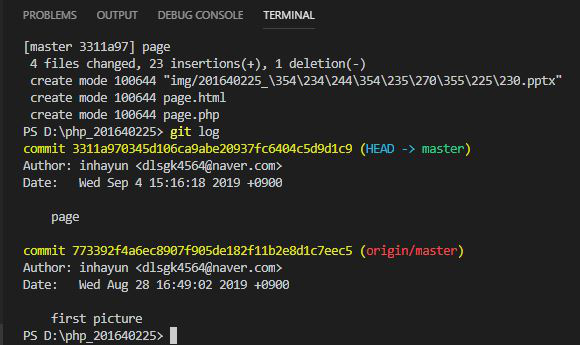 PROBLEMS OUTPUT DEBUG CONSOLE TERMINAL
[master 3311a97] page
4 files changed, 23 insertions(+), 1 deletion(-)
create mode 100644 "img/201640225_\354\234\244\354\235\270\355\225\230.pptx"
create mode 100644 page.html
create mode 100644 page.php
PS D:\php_201640225> git log
commit 3311a970345d106ca9abe20937fc6404c5d9d1c9 (HEAD -> master)
Author: inhayun <dlsgk4564@naver.com>
Date: Wed Sep 4 15:16:18 2019 +0900
page
commit 773392f4a6ec8907f905de182f11b2e8d1c7eec5 (origin/master)
Author: inhayun <dlsgk4564@naver.com>
Date: Wed Aug 28 16:49:02 2019 +0900
first picture
PS D:\php_201640225>